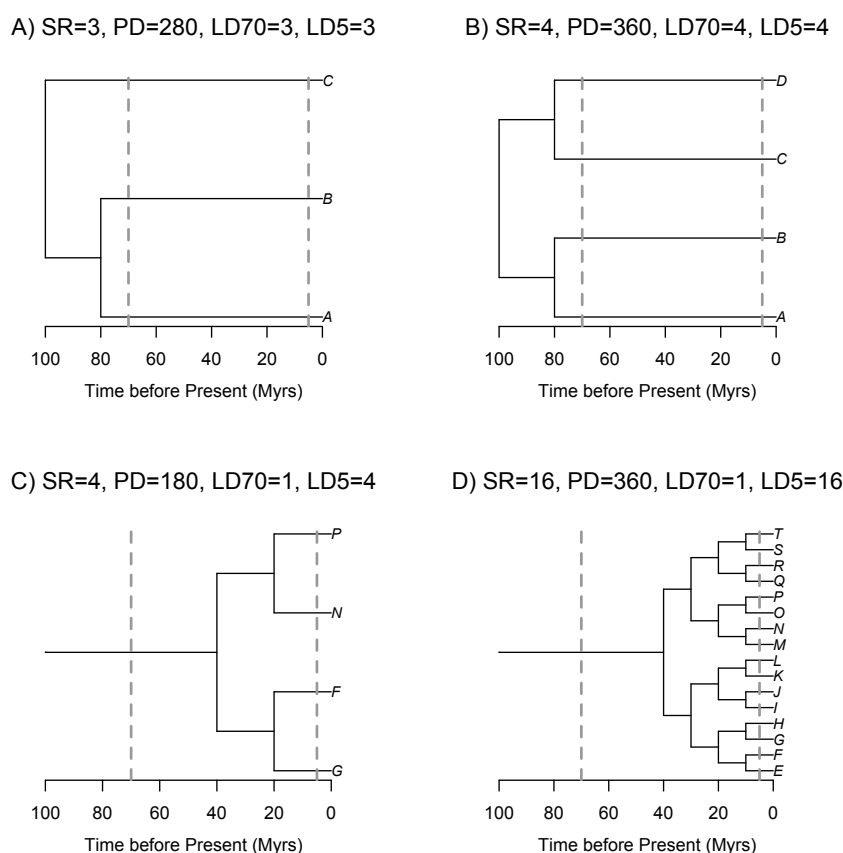 A) SR=3, PD=280, LD70=3, LD5=3
C
B
A
100 80 60 40 20 0
Time before Present (Myrs)
B) SR=4, PD=360, LD70=4, LD5=4
D
C
B
A
100 80 60 40 20 0
Time before Present (Myrs)
C) SR=4, PD=180, LD70=1, LD5=4
P
N
F
G
100 80 60 40 20 0
Time before Present (Myrs)
D) SR=16, PD=360, LD70=1, LD5=16
T
S
R
Q
P
O
N
M
L
K
J
I
H
G
F
E
100 80 60 40 20 0
Time before Present (Myrs)